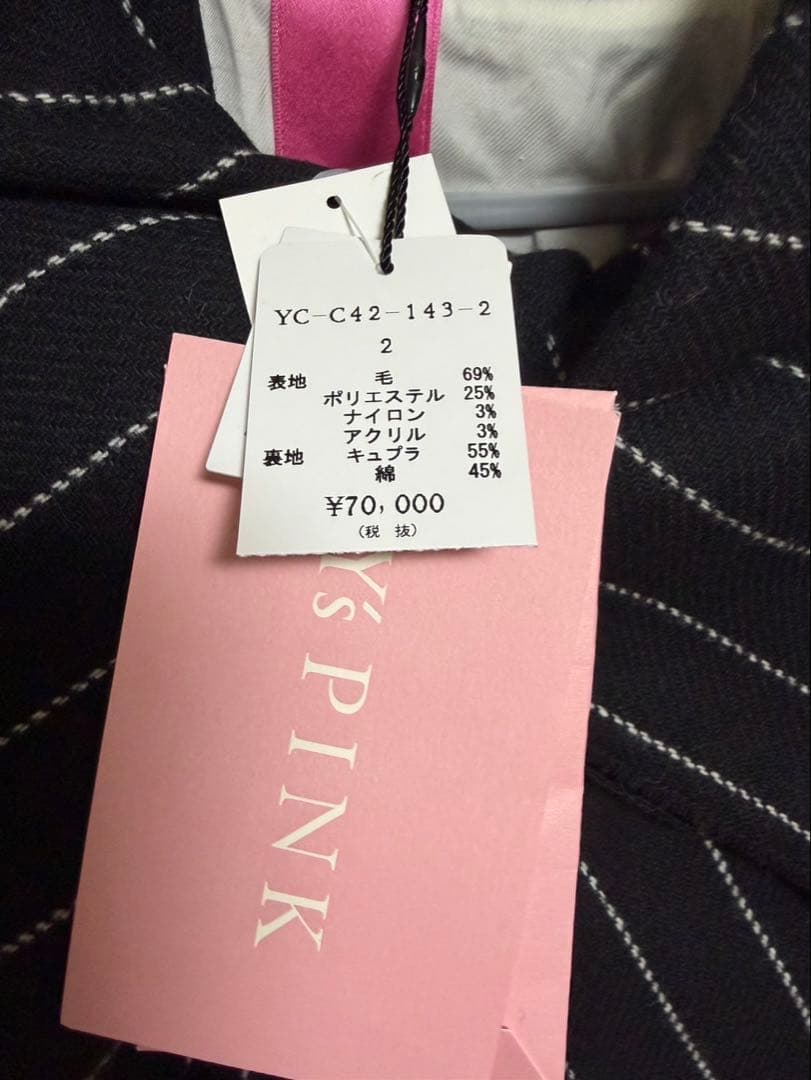 YC-C42-143-2
2
表地 毛 69%
ポリエステル 25%
ナイロン 3%
アクリル 3%
裏地 キュプラ 55%
綿 45%
¥70,000
(税 抜)
Y's PINK